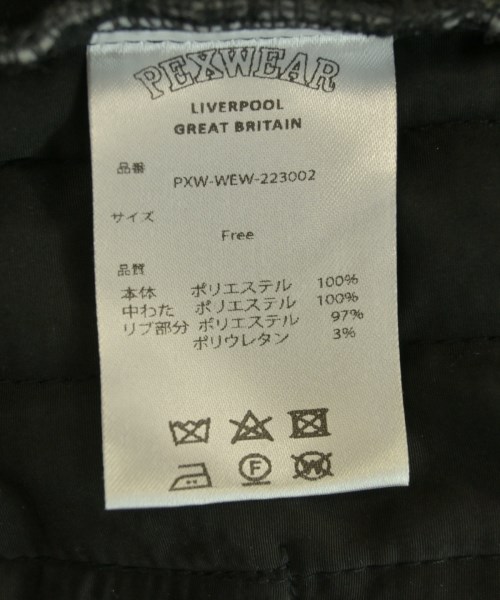 PEXWEAR
LIVERPOOL
GREAT BRITAIN
品番
PXW-WEW-223002
サイズ
Free
品質
本体 ポリエステル 100%
中わた ポリエステル 100%
リブ部分 ポリエステル 97%
ポリウレタン 3%
F
W